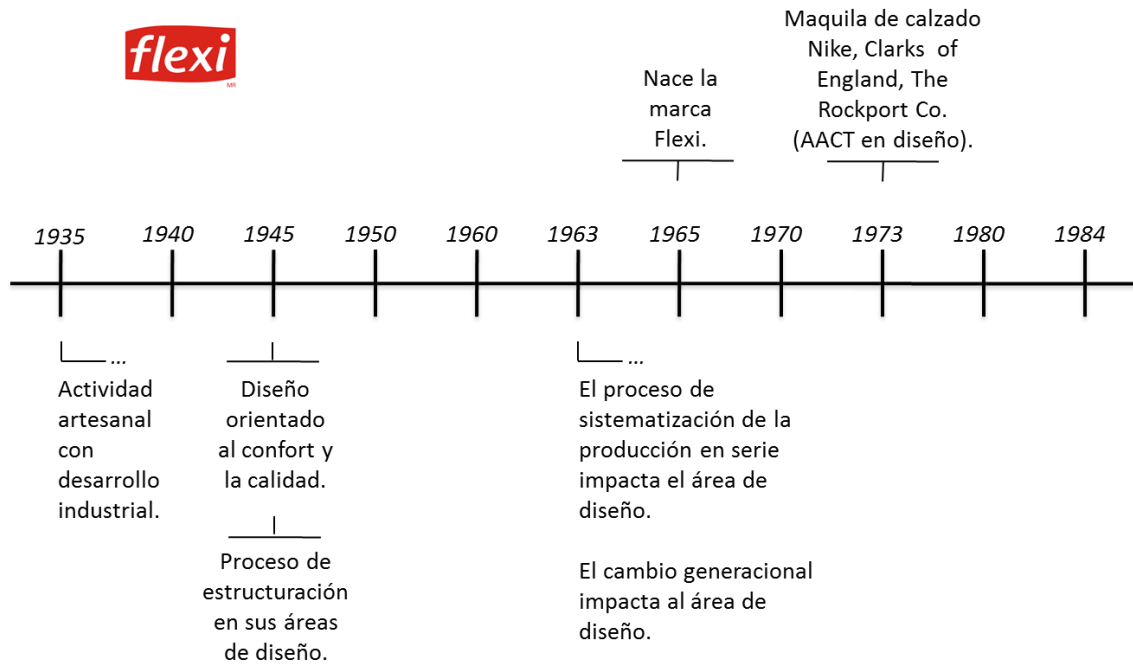 flexi
MR
Nace la
marca
Flexi.
Maquila de calzado
Nike, Clarks of
England, The
Rockport Co.
(AACT en diseño).
1935 1940 1945 1950 1960 1963 1965 1970 1973 1980 1984
...
Actividad
artesanal
con
desarrollo
industrial.
Diseño
orientado
al confort y
la calidad.
Proceso de
estructuración
en sus áreas
de diseño.
...
El proceso de
sistematización de la
producción en serie
impacta el área de
diseño.
El cambio generacional
impacta al área de
diseño.